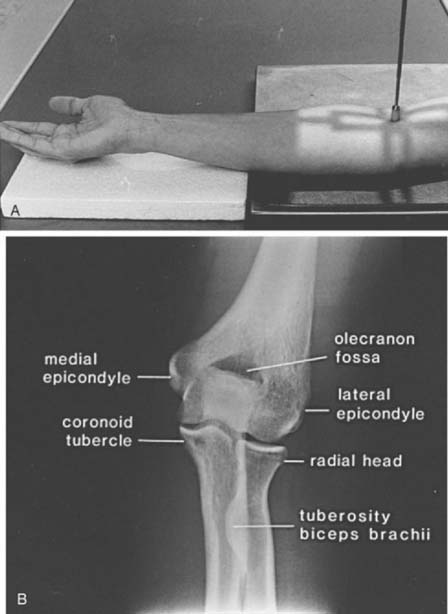 A
olecranon
fossa
medial
epicondyle
lateral
epicondyle
coronoid
tubercle
radial head
tuberosity
biceps brachii
B